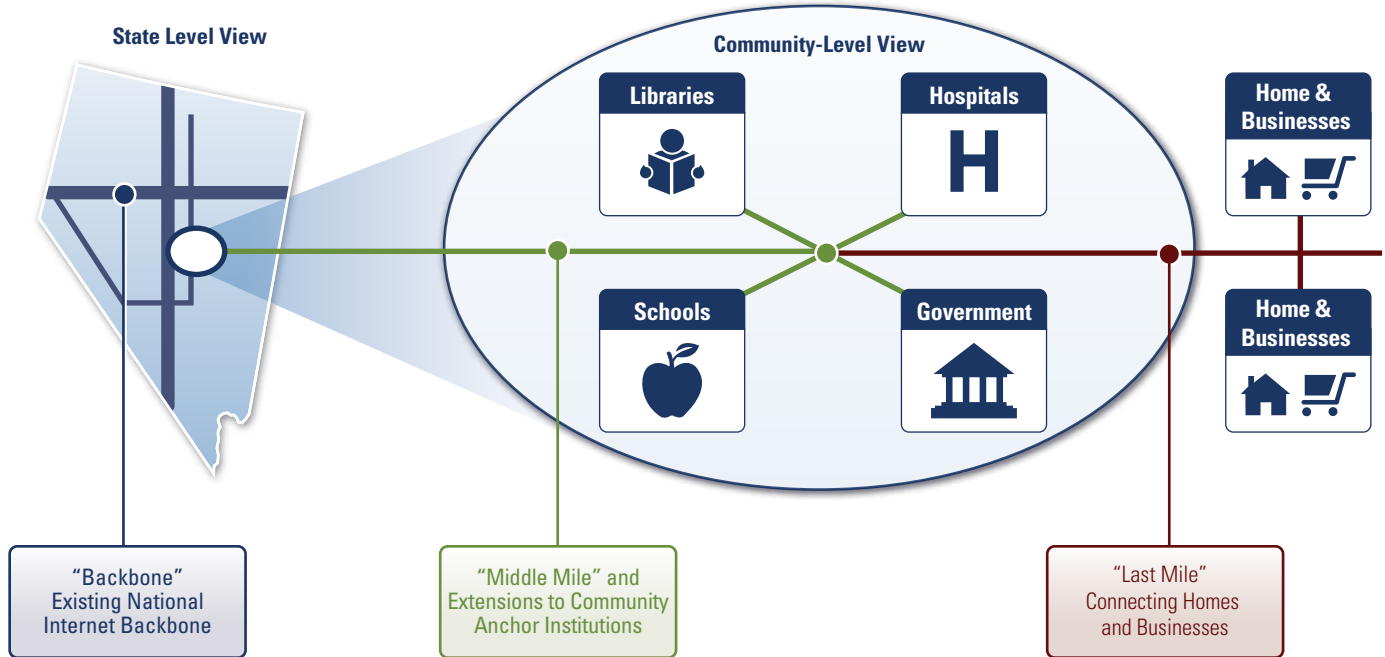 State Level View
Community-Level View
Libraries
Hospitals
H
Schools
Government
Home &
Businesses
Home &
Businesses
“Backbone”
Existing National
Internet Backbone
“Middle Mile” and
Extensions to Community
Anchor Institutions
“Last Mile”
Connecting Homes
and Businesses